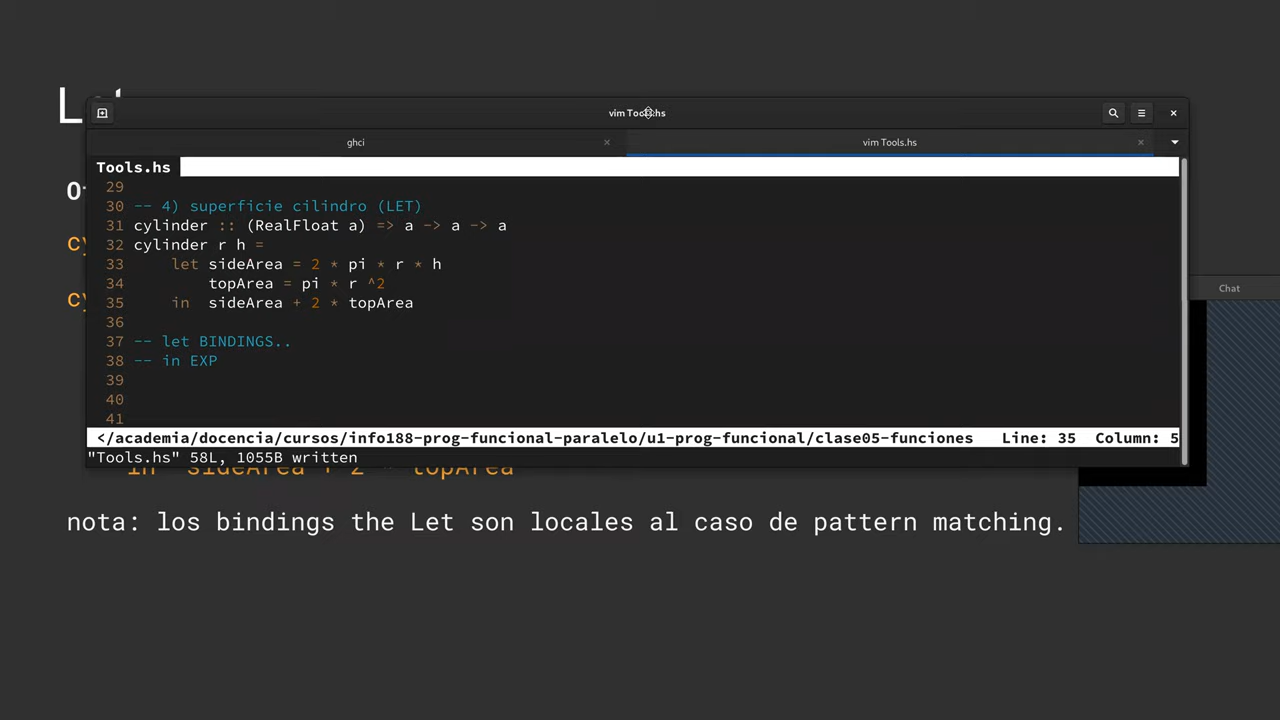 vim Tools.hs
ghci
vim Tools.hs
Tools.hs
29
30 -- 4) superficie cilindro (LET)
31 cylinder :: (RealFloat a) => a -> a -> a
32 cylinder r h =
33 let sideArea = 2 * pi * r * h
34 topArea = pi * r ^2
35 in sideArea + 2 * topArea
36
37 -- let BINDINGS..
38 -- in EXP
39
40
41
Chat
</academia/docencia/cursos/info188-prog-funcional-paralelo/u1-prog-funcional/clase05-funciones Line: 35 Column: 5
"Tools.hs" 58L, 1055B written
in sideArea + 2 * topArea
nota: los bindings the Let son locales al caso de pattern matching.